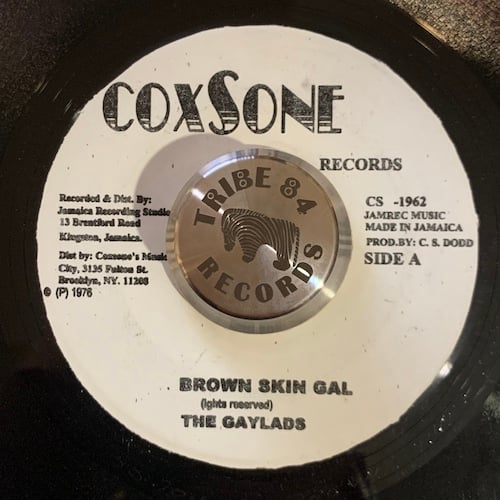 COXSONE
RECORDS
Recorded & Dist. By:
Jamaica Recording Studio
13 Brentford Road
Kingston, Jamaica.
Dist by: Coxsone's Music
City, 3135 Fulton St.
Brooklyn, NY. 11208
© (P) 1976
TRIBE 84
RECORDS
CS -1962
JAMREC MUSIC
MADE IN JAMAICA
PROD.BY: C. S. DODD
SIDE A
BROWN SKIN GAL
(ights reserved)
THE GAYLADS